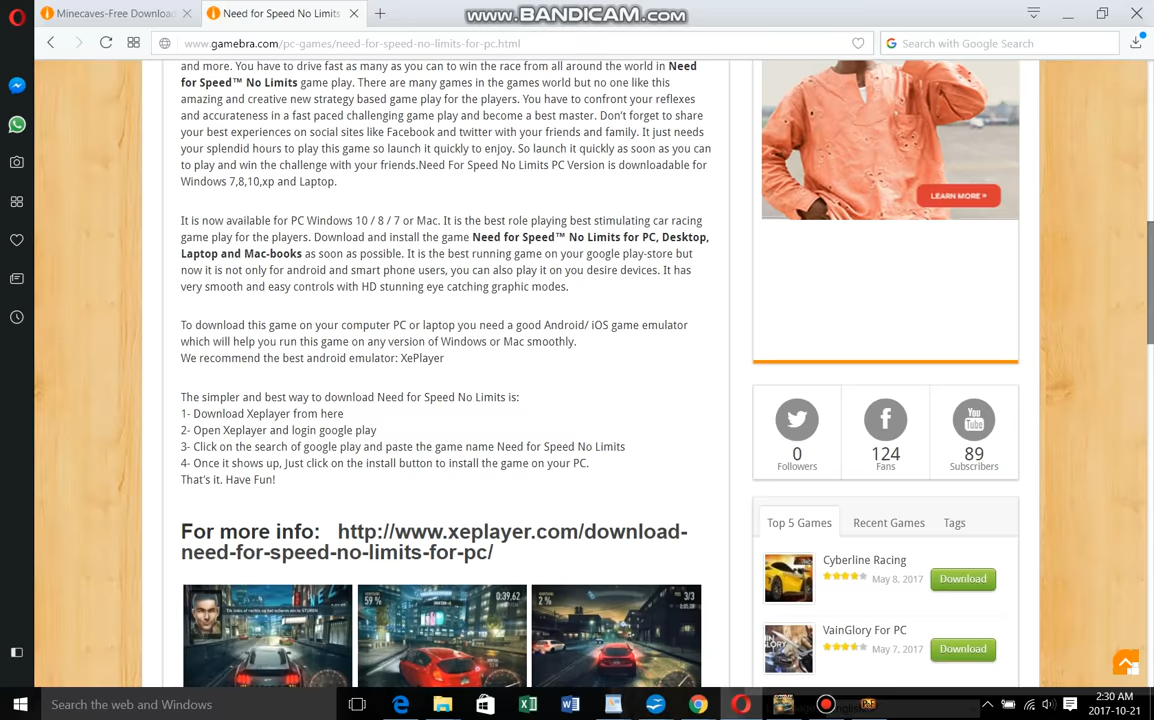 Minecaves-Free Download
Need for Speed No Limits
www.BANDICAM.com
www.gamebra.com/pc-games/need-for-speed-no-limits-for-pc.html
Search with Google Search
and more. You have to drive fast as many as you can to win the race from all around the world in Need
for Speed™ No Limits game play. There are many games in the games world but no one like this
amazing and creative new strategy based game play for the players. You have to confront your reflexes
and accurateness in a fast paced challenging game play and become a best master. Don't forget to share
your best experiences on social sites like Facebook and twitter with your friends and family. It just needs
your splendid hours to play this game so launch it quickly to enjoy. So launch it quickly as soon as you can
to play and win the challenge with your friends.Need For Speed No Limits PC Version is downloadable for
Windows 7,8,10,xp and Laptop.
It is now available for PC Windows 10 / 8 / 7 or Mac. It is the best role playing best stimulating car racing
game play for the players. Download and install the game Need for Speed™ No Limits for PC, Desktop,
Laptop and Mac-books as soon as possible. It is the best running game on your google play-store but
now it is not only for android and smart phone users, you can also play it on you desire devices. It has
very smooth and easy controls with HD stunning eye catching graphic modes.
To download this game on your computer PC or laptop you need a good Android/ iOS game emulator
which will help you run this game on any version of Windows or Mac smoothly.
We recommend the best android emulator: XePlayer
The simpler and best way to download Need for Speed No Limits is:
1- Download Xeplayer from here
2- Open Xeplayer and login google play
3- Click on the search of google play and paste the game name Need for Speed No Limits
4- Once it shows up, Just click on the install button to install the game on your PC.
That's it. Have Fun!
For more info: http://www.xeplayer.com/download-
need-for-speed-no-limits-for-pc/
59 %
0:39.62
2 %
3/3
LEARN MORE »
You
Tube
0 124 89
Followers Fans Subscribers
Top 5 Games Recent Games Tags
Cyberline Racing
May 8, 2017 Download
VainGlory For PC
May 7, 2017 Download
Search the web and Windows
2:30 AM
2017-10-21